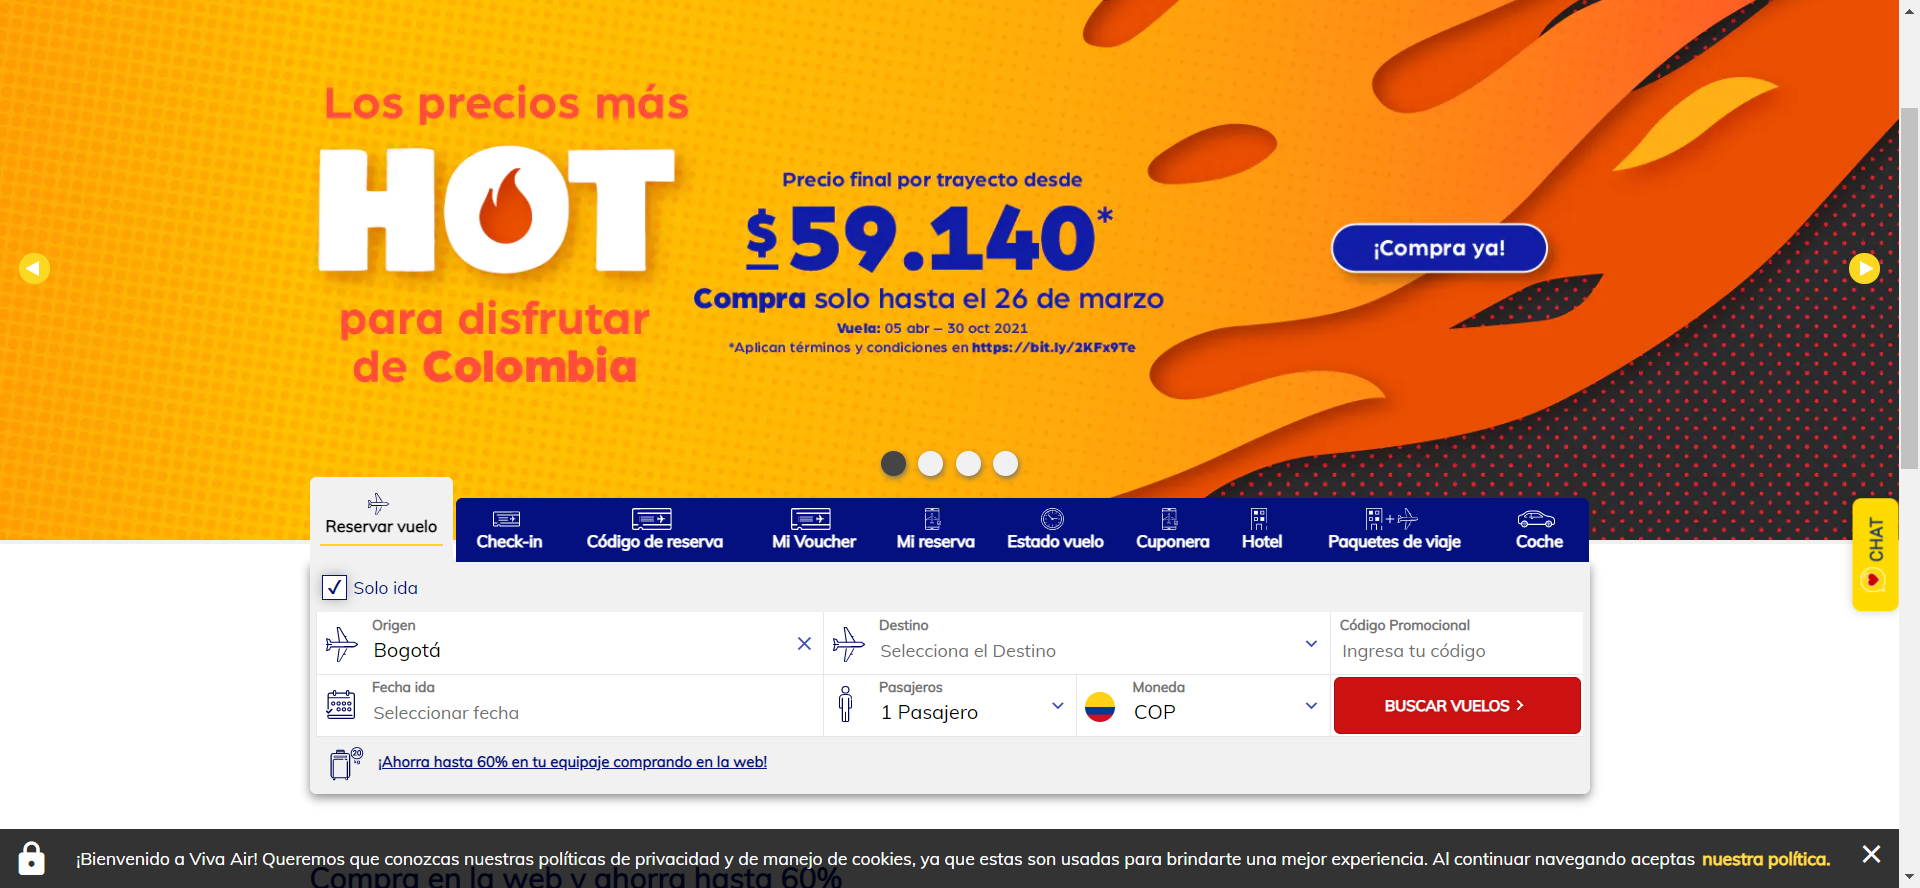 Los precios más
HOT
para disfrutar
de Colombia
Precio final por trayecto desde
$59.140*
Compra solo hasta el 26 de marzo
Vuela: 05 abr – 30 oct 2021
*Aplican términos y condiciones en https://bit.ly/2KFx9Te
¡Compra ya!
Reservar vuelo
Check-in
Código de reserva
Mi Voucher
Mi reserva
Estado vuelo
Cuponera
Hotel
Paquetes de viaje
Coche
CHAT
Solo ida
Origen
Bogotá
Destino
Selecciona el Destino
Código Promocional
Ingresa tu código
Fecha ida
Seleccionar fecha
Pasajeros
1 Pasajero
Moneda
COP
BUSCAR VUELOS
20
kg
¡Ahorra hasta 60% en tu equipaje comprando en la web!
¡Bienvenido a Viva Air! Queremos que conozcas nuestras políticas de privacidad y de manejo de cookies, ya que estas son usadas para brindarte una mejor experiencia. Al continuar navegando aceptas nuestra política.
Compra en la web y ahorra hasta 60%